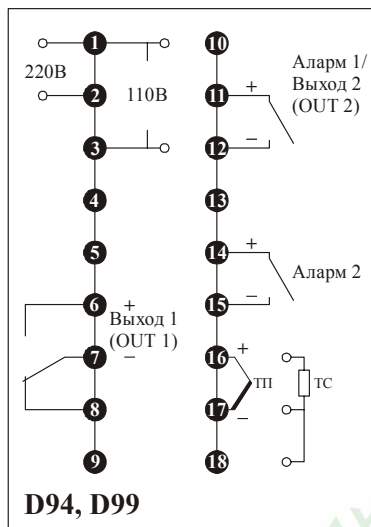 1
2
3
4
5
6
7
8
9
220В
110В
+
Выход 1
(OUT 1)
−
10
11
12
13
14
15
16
17
18
Аларм 1/
Выход 2
(OUT 2)
+
−
+
Аларм 2
−
+
ТП
−
ТС
D94, D99